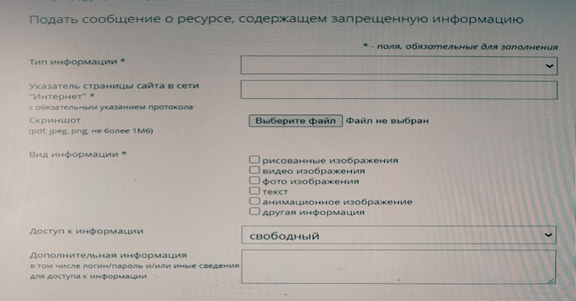 Подать сообщение о ресурсе, содержащем запрещенную информацию
* - поля, обязательные для заполнения
Тип информации *
Указатель страницы сайта в сети
"Интернет" *
с обязательным указанием протокола
Скриншот
(pdf, jpeg, png; не более 1Мб)
Выберите файл Файл не выбран
Вид информации *
рисованные изображения
видео изображения
фото изображения
текст
анимационное изображение
другая информация
Доступ к информации
свободный
Дополнительная информация
в том числе логин/пароль и/или иные сведения
для доступа к информации